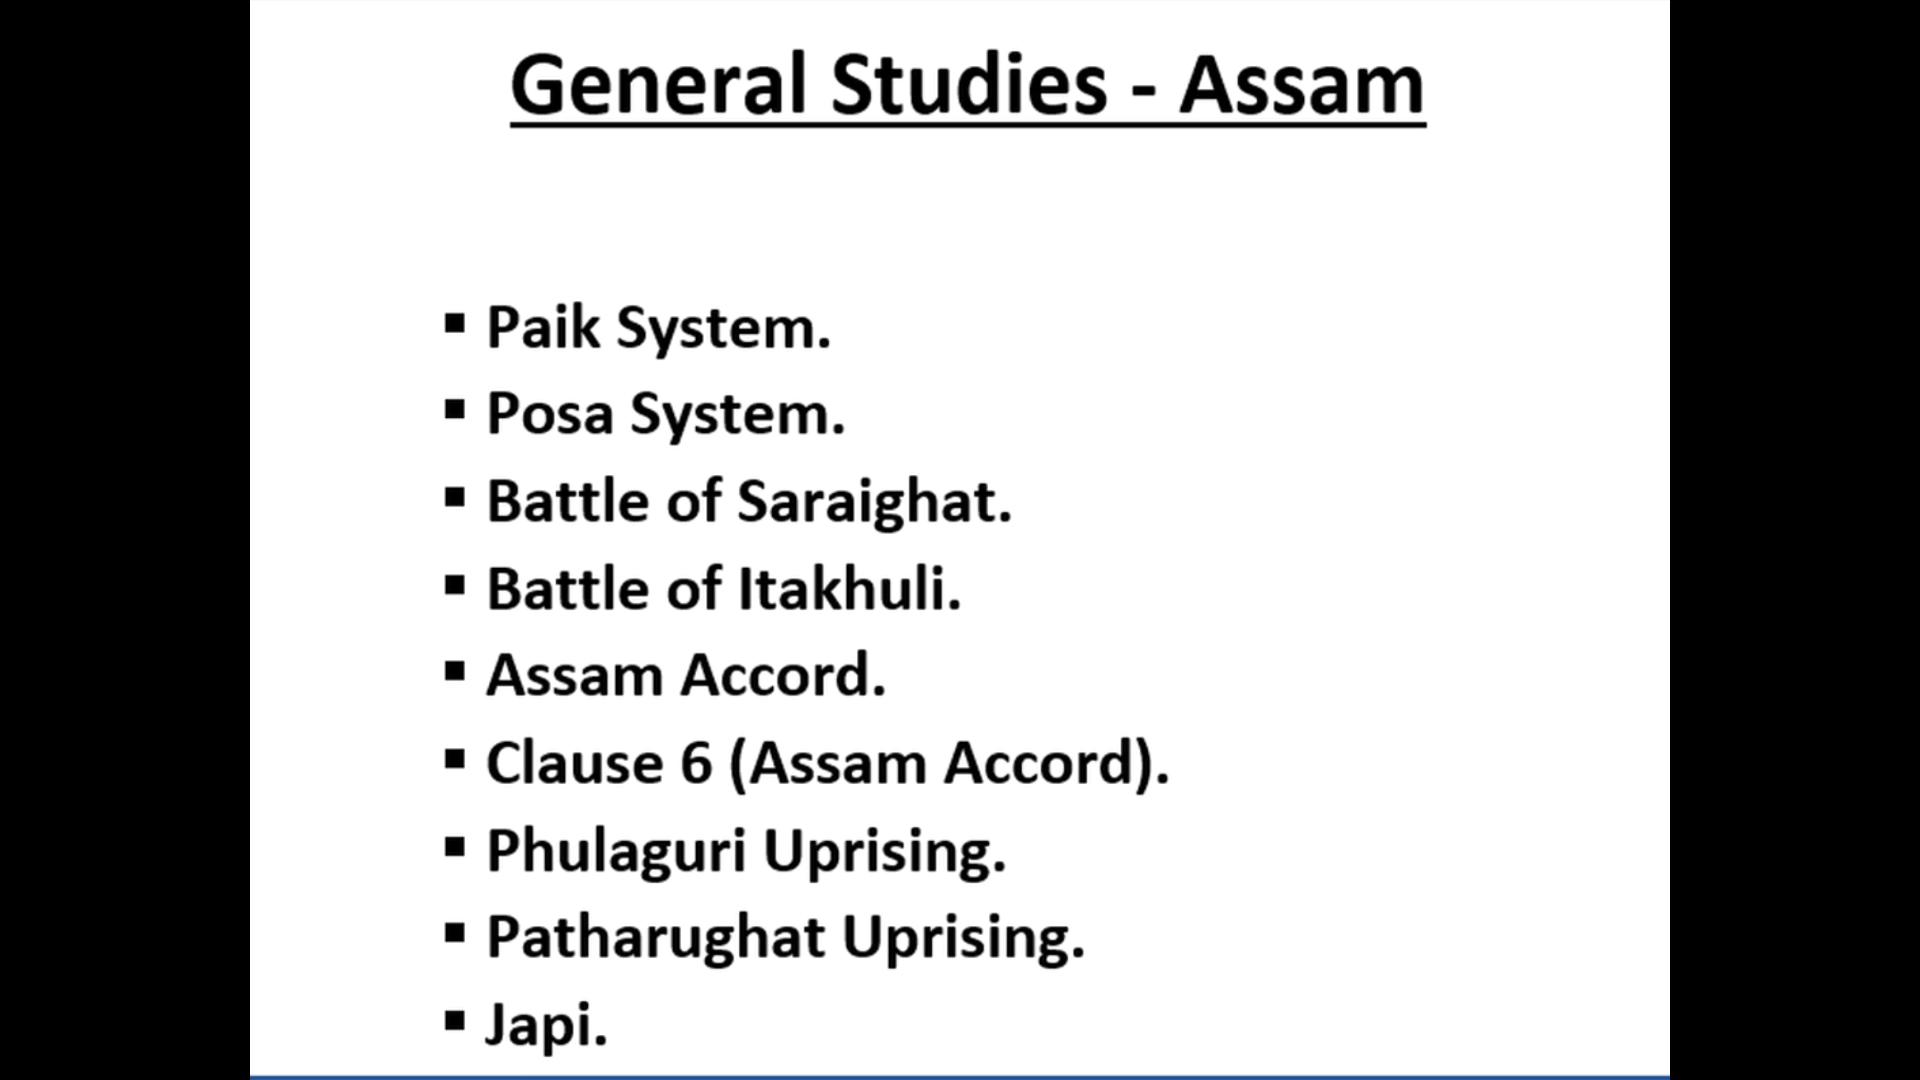 General Studies - Assam
▪ Paik System.
▪ Posa System.
▪ Battle of Saraighat.
▪ Battle of Itakhuli.
▪ Assam Accord.
▪ Clause 6 (Assam Accord).
▪ Phulaguri Uprising.
▪ Patharughat Uprising.
▪ Japi.